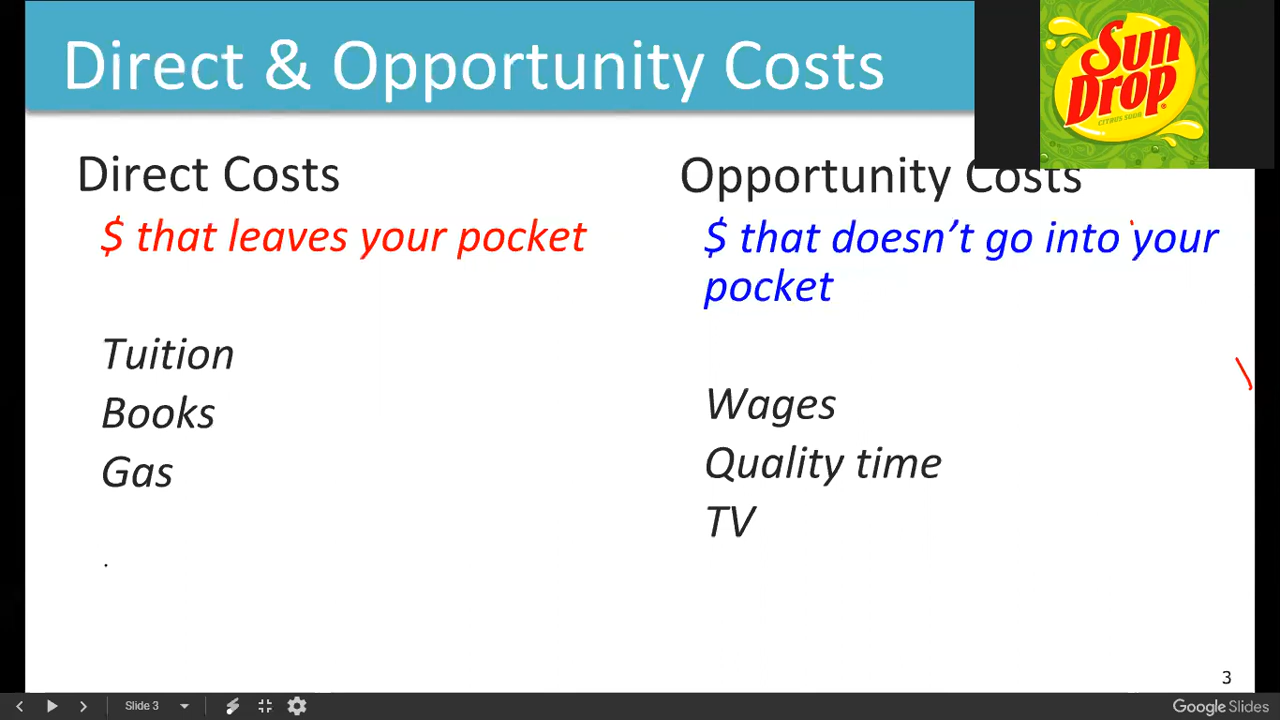 Direct & Opportunity Costs
Sun
Drop
CITRUS SODA
Direct Costs
$ that leaves your pocket
Tuition
Books
Gas
Opportunity Costs
$ that doesn't go into your
pocket
Wages
Quality time
TV
3
Slide 3
Google Slides